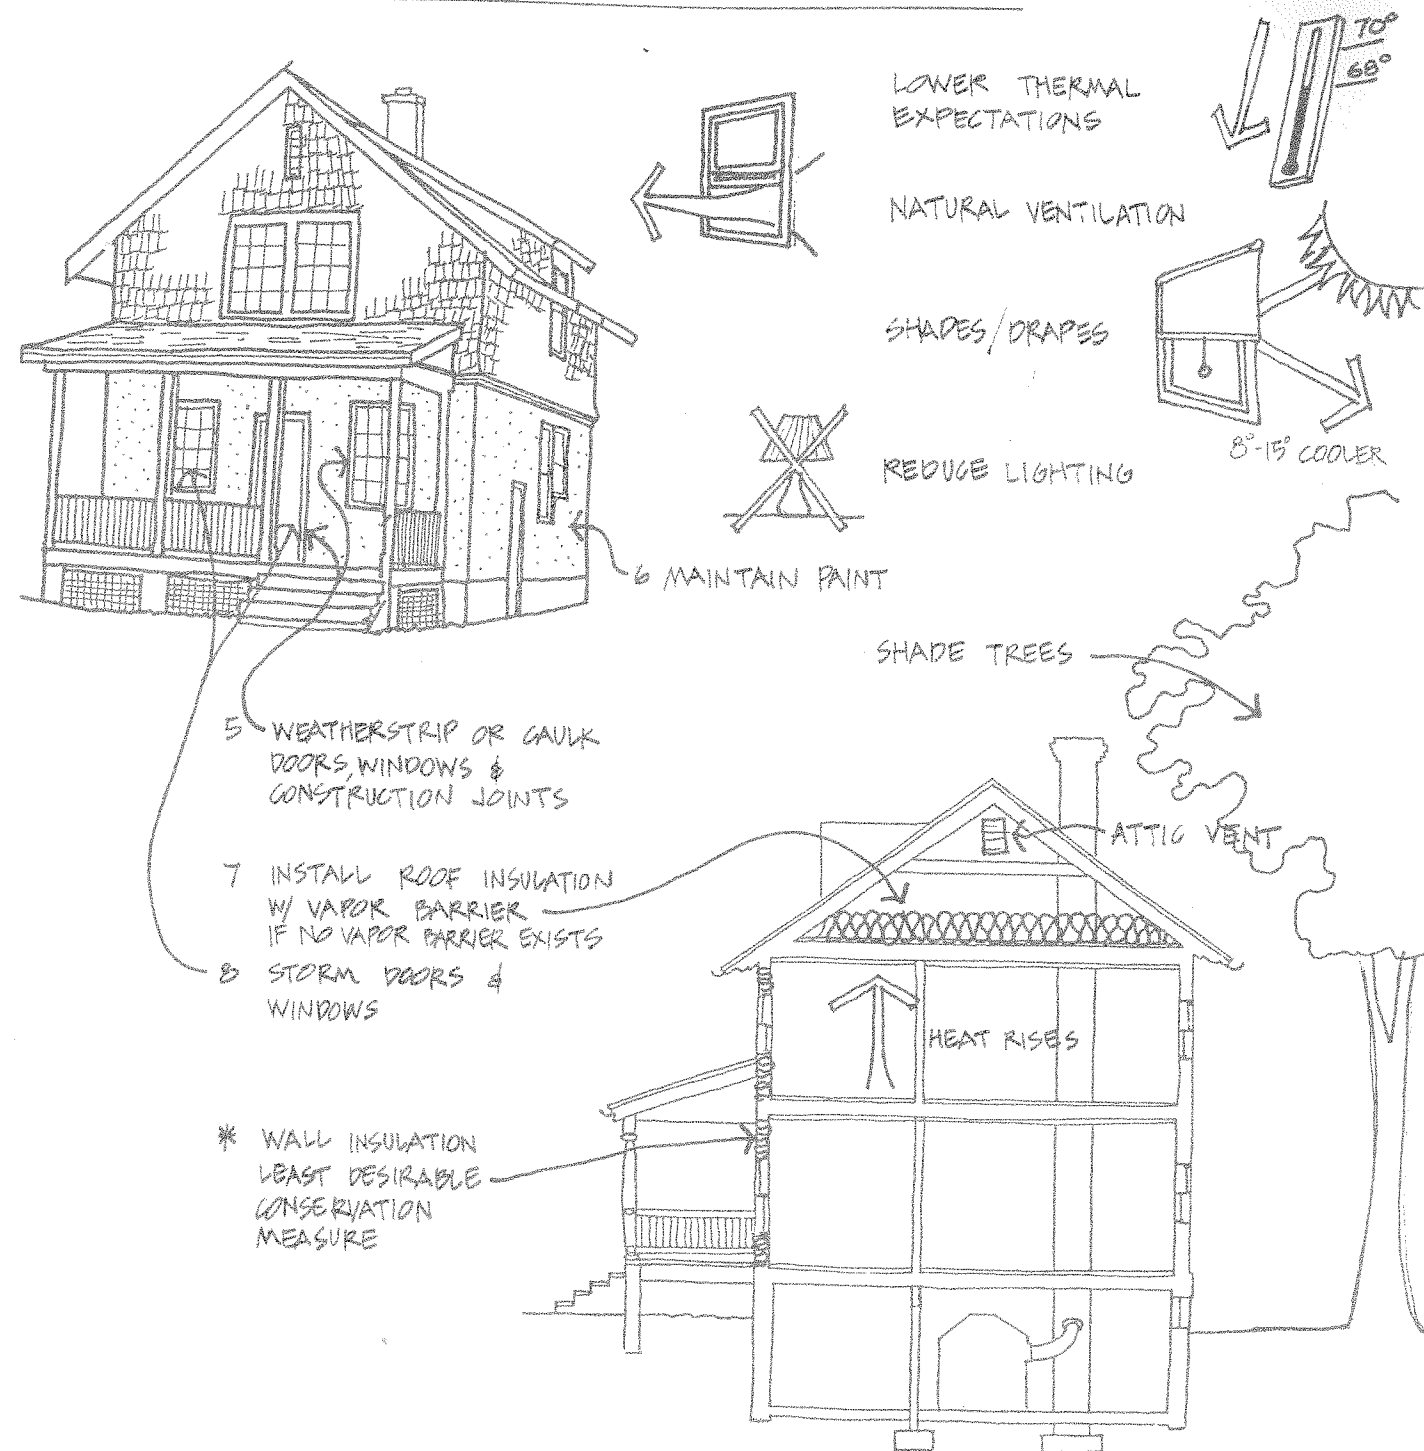 70°
68°
LOWER THERMAL
EXPECTATIONS
NATURAL VENTILATION
SHADES/DRAPES
8°-15° COOLER
REDUCE LIGHTING
6 MAINTAIN PAINT
SHADE TREES
5 WEATHERSTRIP OR CAULK
DOORS, WINDOWS &
CONSTRUCTION JOINTS
ATTIC VENT
7 INSTALL ROOF INSULATION
W/ VAPOR BARRIER
IF NO VAPOR BARRIER EXISTS
8 STORM DOORS &
WINDOWS
HEAT RISES
* WALL INSULATION
LEAST DESIRABLE
CONSERVATION
MEASURE